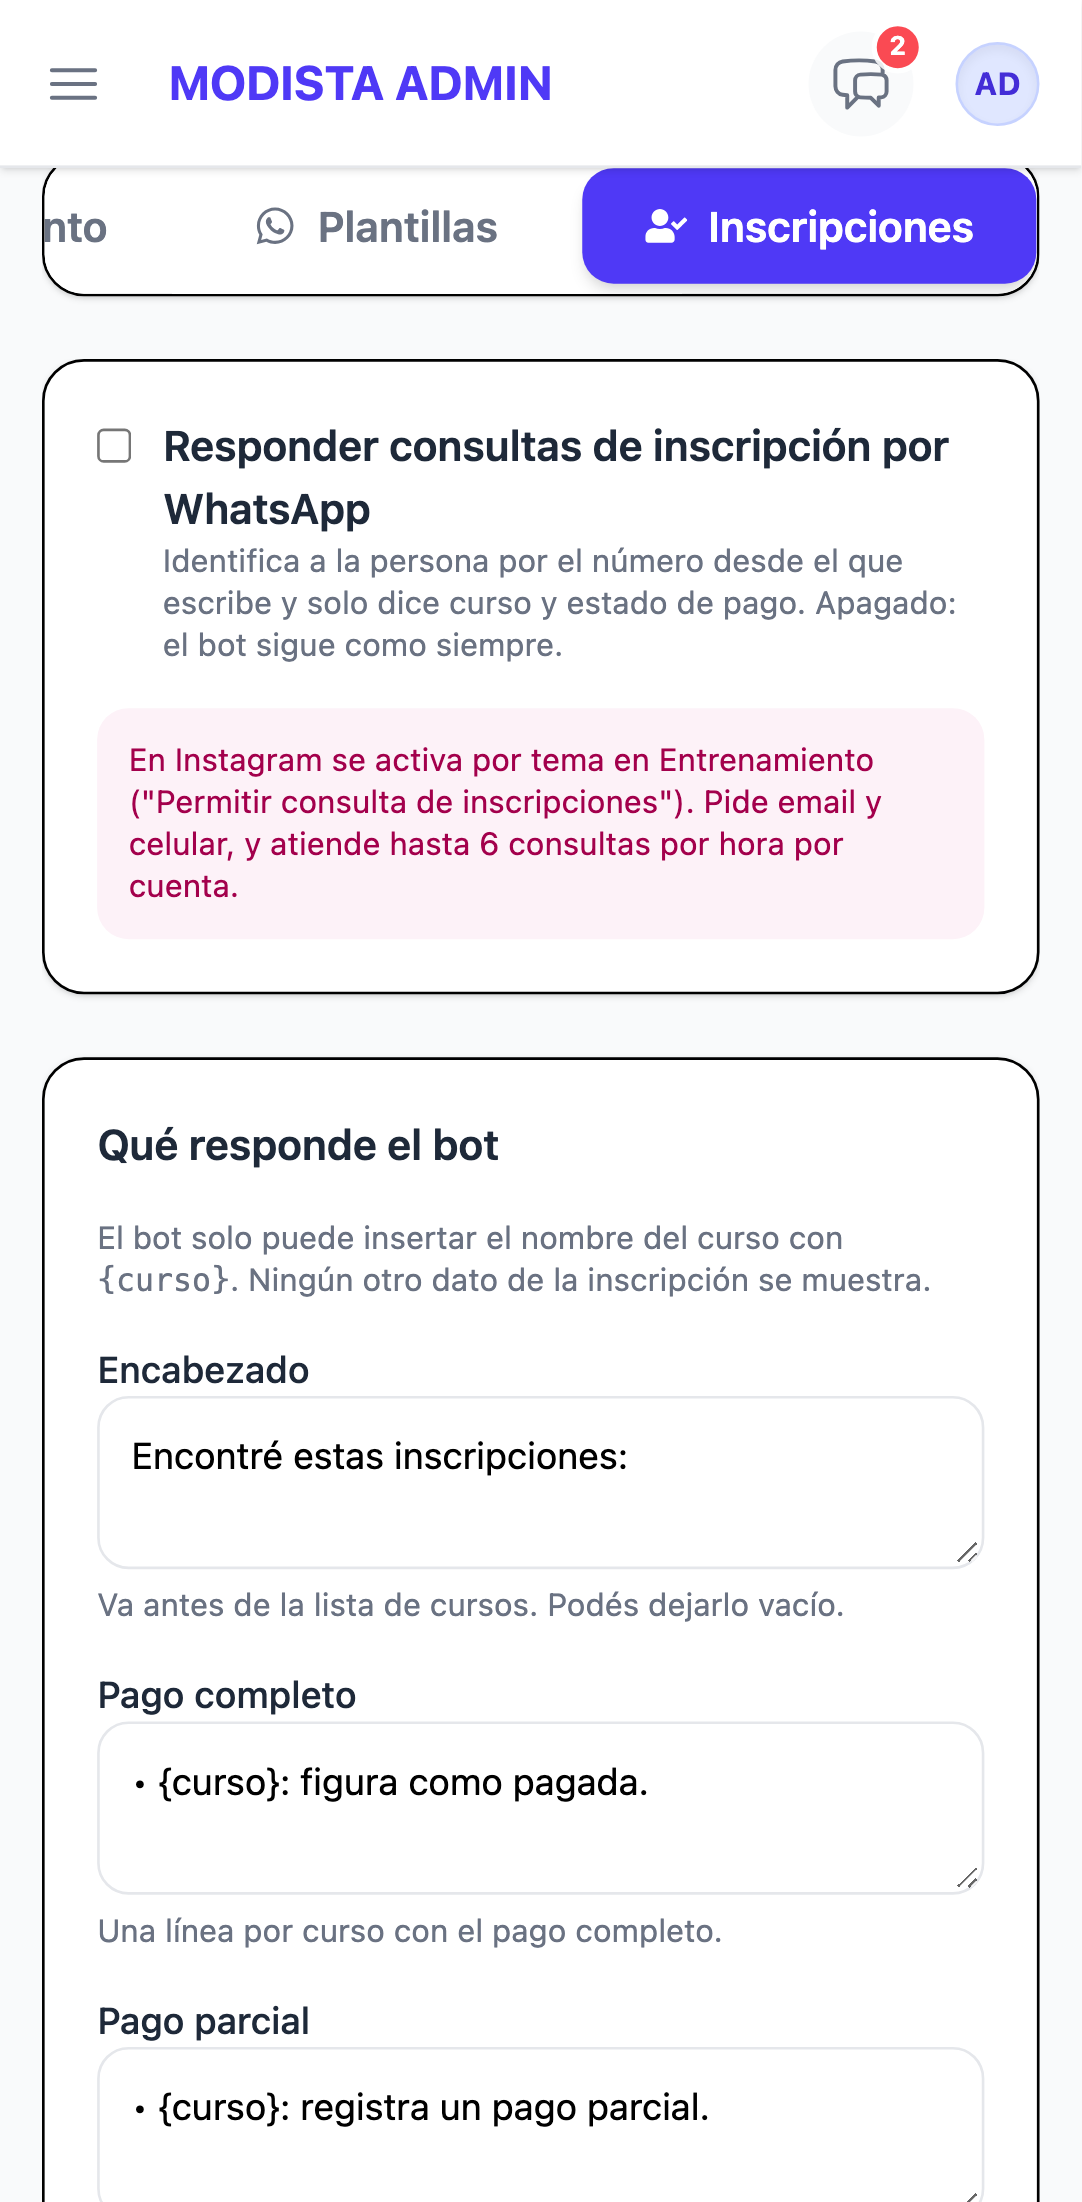 MODISTA ADMIN
2
AD
nto
Plantillas
Inscripciones
Responder consultas de inscripción por
WhatsApp
Identifica a la persona por el número desde el que
escribe y solo dice curso y estado de pago. Apagado:
el bot sigue como siempre.
En Instagram se activa por tema en Entrenamiento
("Permitir consulta de inscripciones"). Pide email y
celular, y atiende hasta 6 consultas por hora por
cuenta.
Qué responde el bot
El bot solo puede insertar el nombre del curso con
{curso}. Ningún otro dato de la inscripción se muestra.
Encabezado
Encontré estas inscripciones:
Va antes de la lista de cursos. Podés dejarlo vacío.
Pago completo
• {curso}: figura como pagada.
Una línea por curso con el pago completo.
Pago parcial
• {curso}: registra un pago parcial.